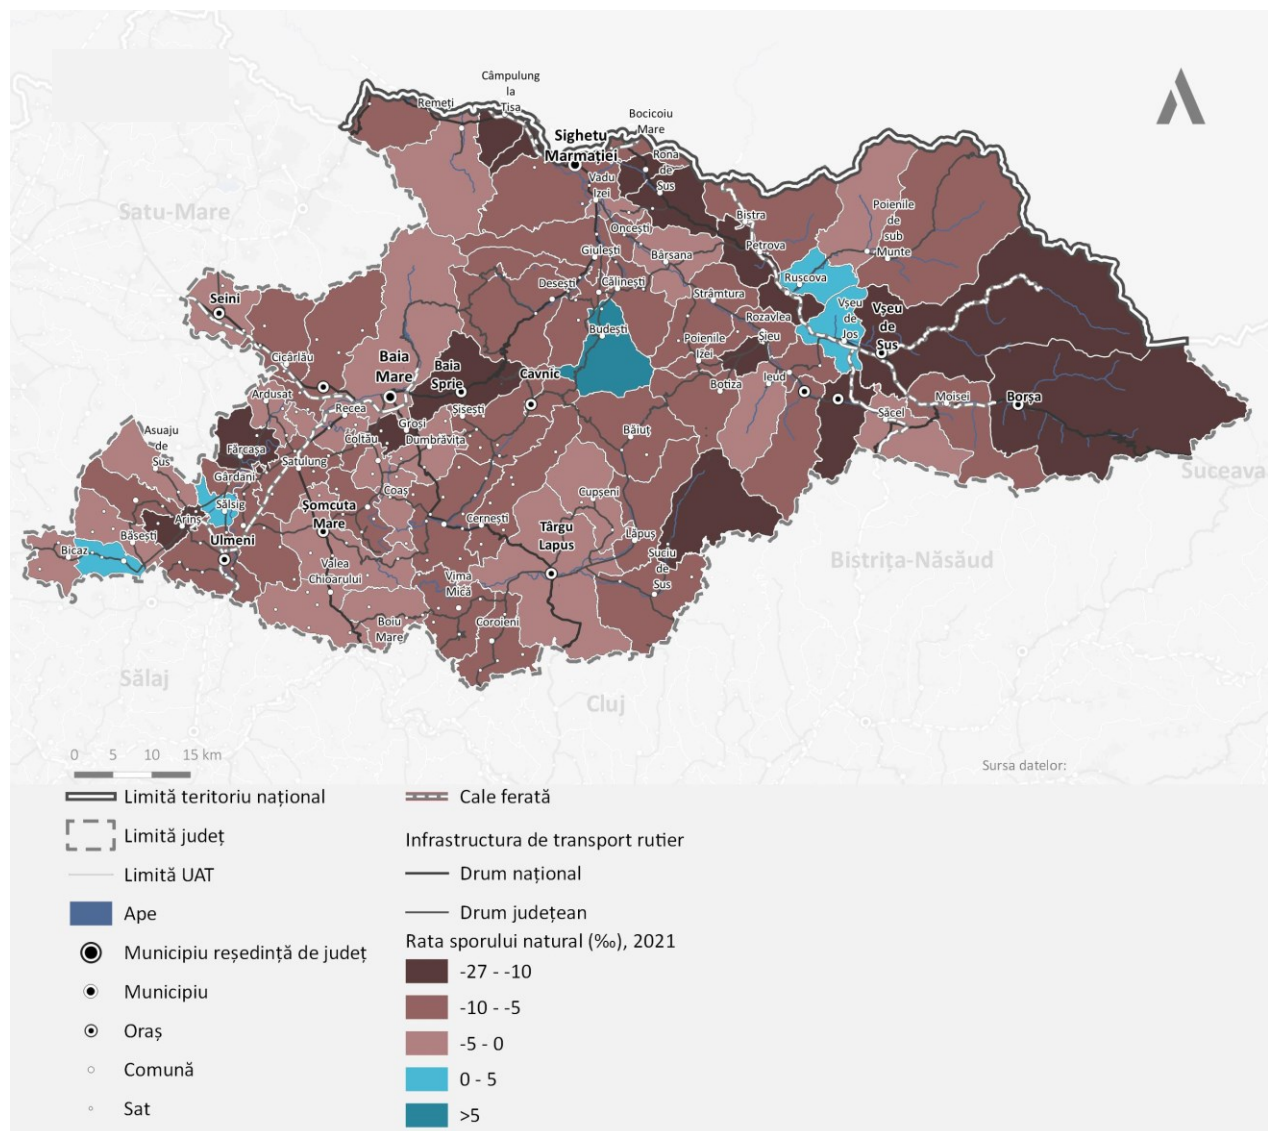 Câmpulung
la
Tisa
Remeți
Bocicoiu
Mare
Sighetu
Marmației
Rona
de
Sus
Vadu
Izei
Satu-Mare
Poienile
de
sub
Munte
Bistra
Oncești
Petrova
Giulești
Bârsana
Ruscova
Desești
Călinești
Strâmtura
Seini
Vșeu
de
Jos
Vșeu
de
Sus
Rozavlea
Budești
Șieu
Poienile
Izei
Cicârlău
Baia
Mare
Baia
Sprie
Cavnic
Ieud
Botiza
Moisei
Borșa
Ardusat
Recea
Șisești
Săcel
Groși
Asuaju
de
Sus
Coltău
Dumbrăvița
Băiuț
Fărcașa
Satulung
Suceava
Gârdani
Coaș
Cupșeni
Sălsig
Șomcuta
Mare
Arinș
Cernești
Târgu
Lapuș
Băsești
Ulmeni
Lăpuș
Bicaz
Suciu
de
Sus
Bistrița-Năsăud
Valea
Chioarului
Vima
Mică
Boiu
Mare
Coroieni
Sălaj
Cluj
0 5 10 15 km
Sursa datelor:
Limită teritoriu național
Limită județ
Limită UAT
Ape
Municipiu reședință de județ
Municipiu
Oraș
Comună
Sat
Cale ferată
Infrastructura de transport rutier
Drum național
Drum județean
Rata sporului natural (‰), 2021
-27 - -10
-10 - -5
-5 - 0
0 - 5
>5